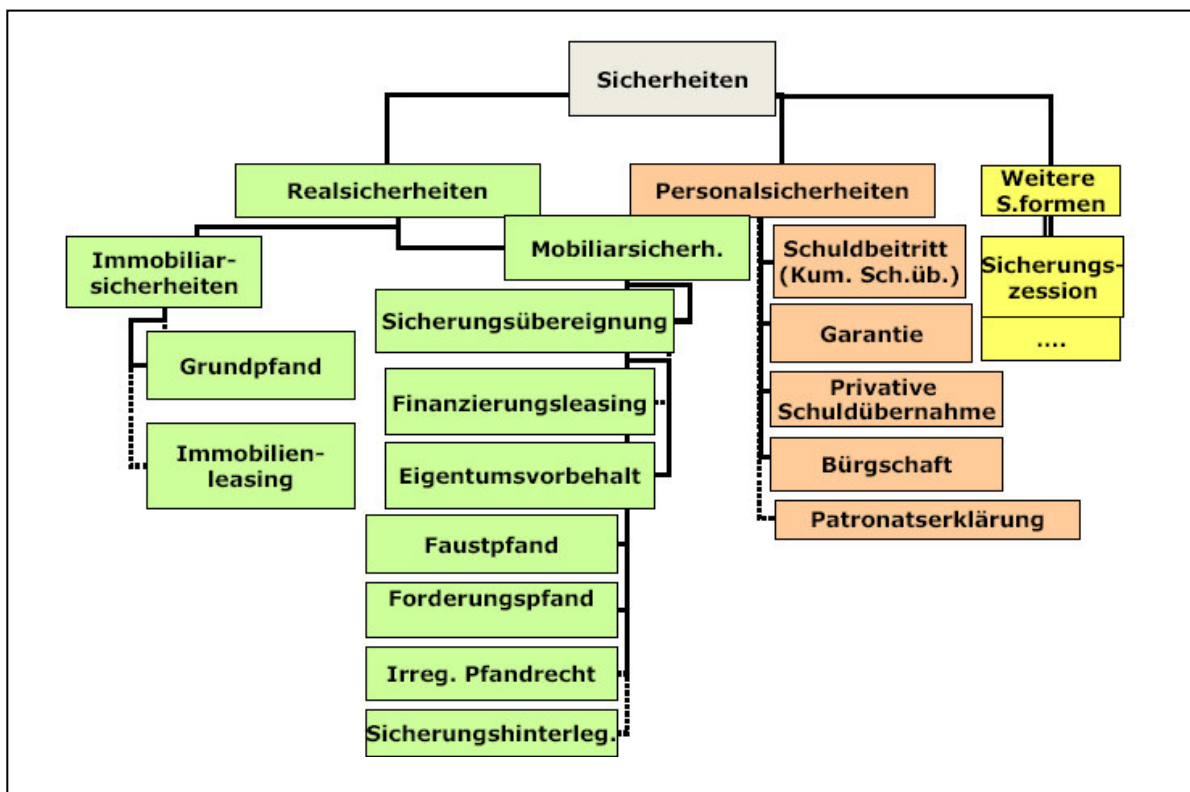 Sicherheiten
Realsicherheiten
Personalsicherheiten
Weitere
S.formen
Immobiliar-
sicherheiten
Mobiliarsicherh.
Schuldbeitritt
(Kum. Sch.üb.)
Sicherungs-
zession
....
Sicherungsübereignung
Garantie
Grundpfand
Finanzierungsleasing
Privative
Schuldübernahme
Immobilien-
leasing
Eigentumsvorbehalt
Bürgschaft
Patronatserklärung
Faustpfand
Forderungspfand
Irreg. Pfandrecht
Sicherungshinterleg.